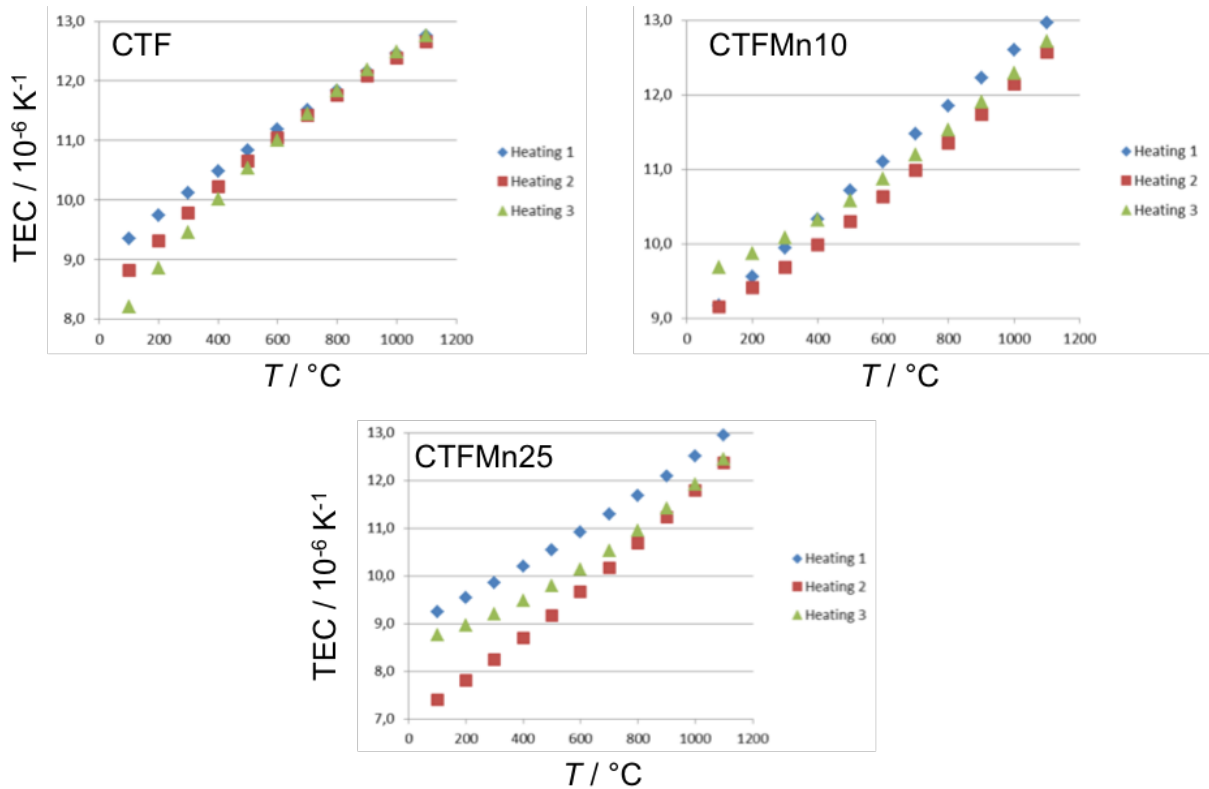 CTF
TEC / 10⁻⁶ K⁻¹
13,0
12,0
11,0
10,0
9,0
8,0
0 200 400 600 800 1000 1200
T / °C
Heating 1
Heating 2
Heating 3
CTFMn10
13,0
12,0
11,0
10,0
9,0
0 200 400 600 800 1000 1200
T / °C
Heating 1
Heating 2
Heating 3
CTFMn25
TEC / 10⁻⁶ K⁻¹
13,0
12,0
11,0
10,0
9,0
8,0
7,0
0 200 400 600 800 1000 1200
T / °C
Heating 1
Heating 2
Heating 3